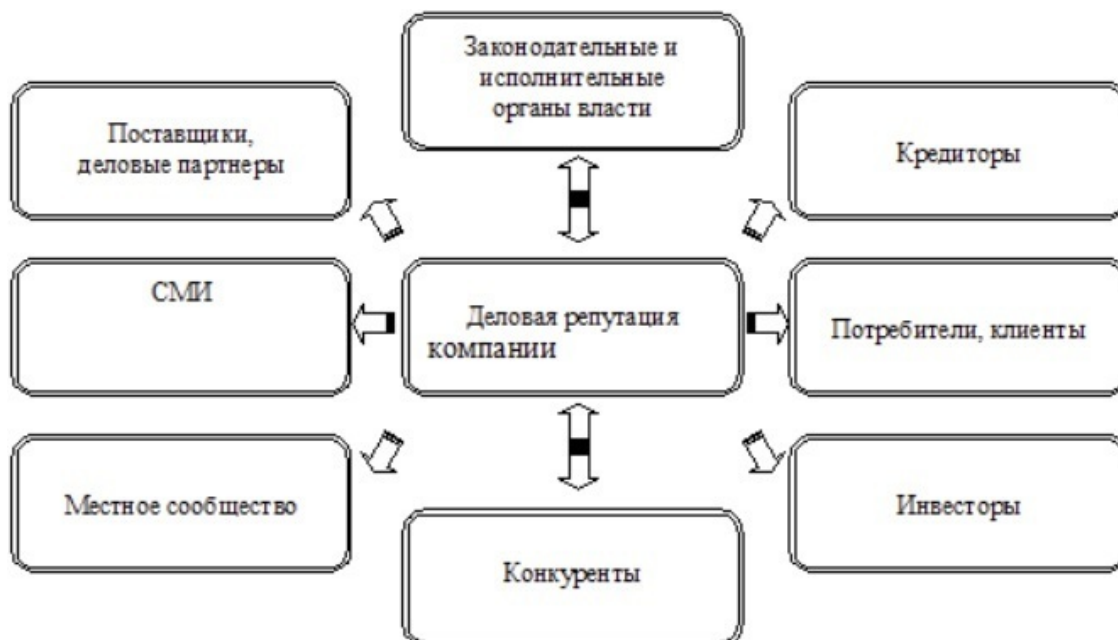 Законодательные и
исполнительные
органы власти
Поставщики,
деловые партнеры
Кредиторы
СМИ
Деловая репутация
компании
Потребители, клиенты
Местное сообщество
Конкуренты
Инвесторы